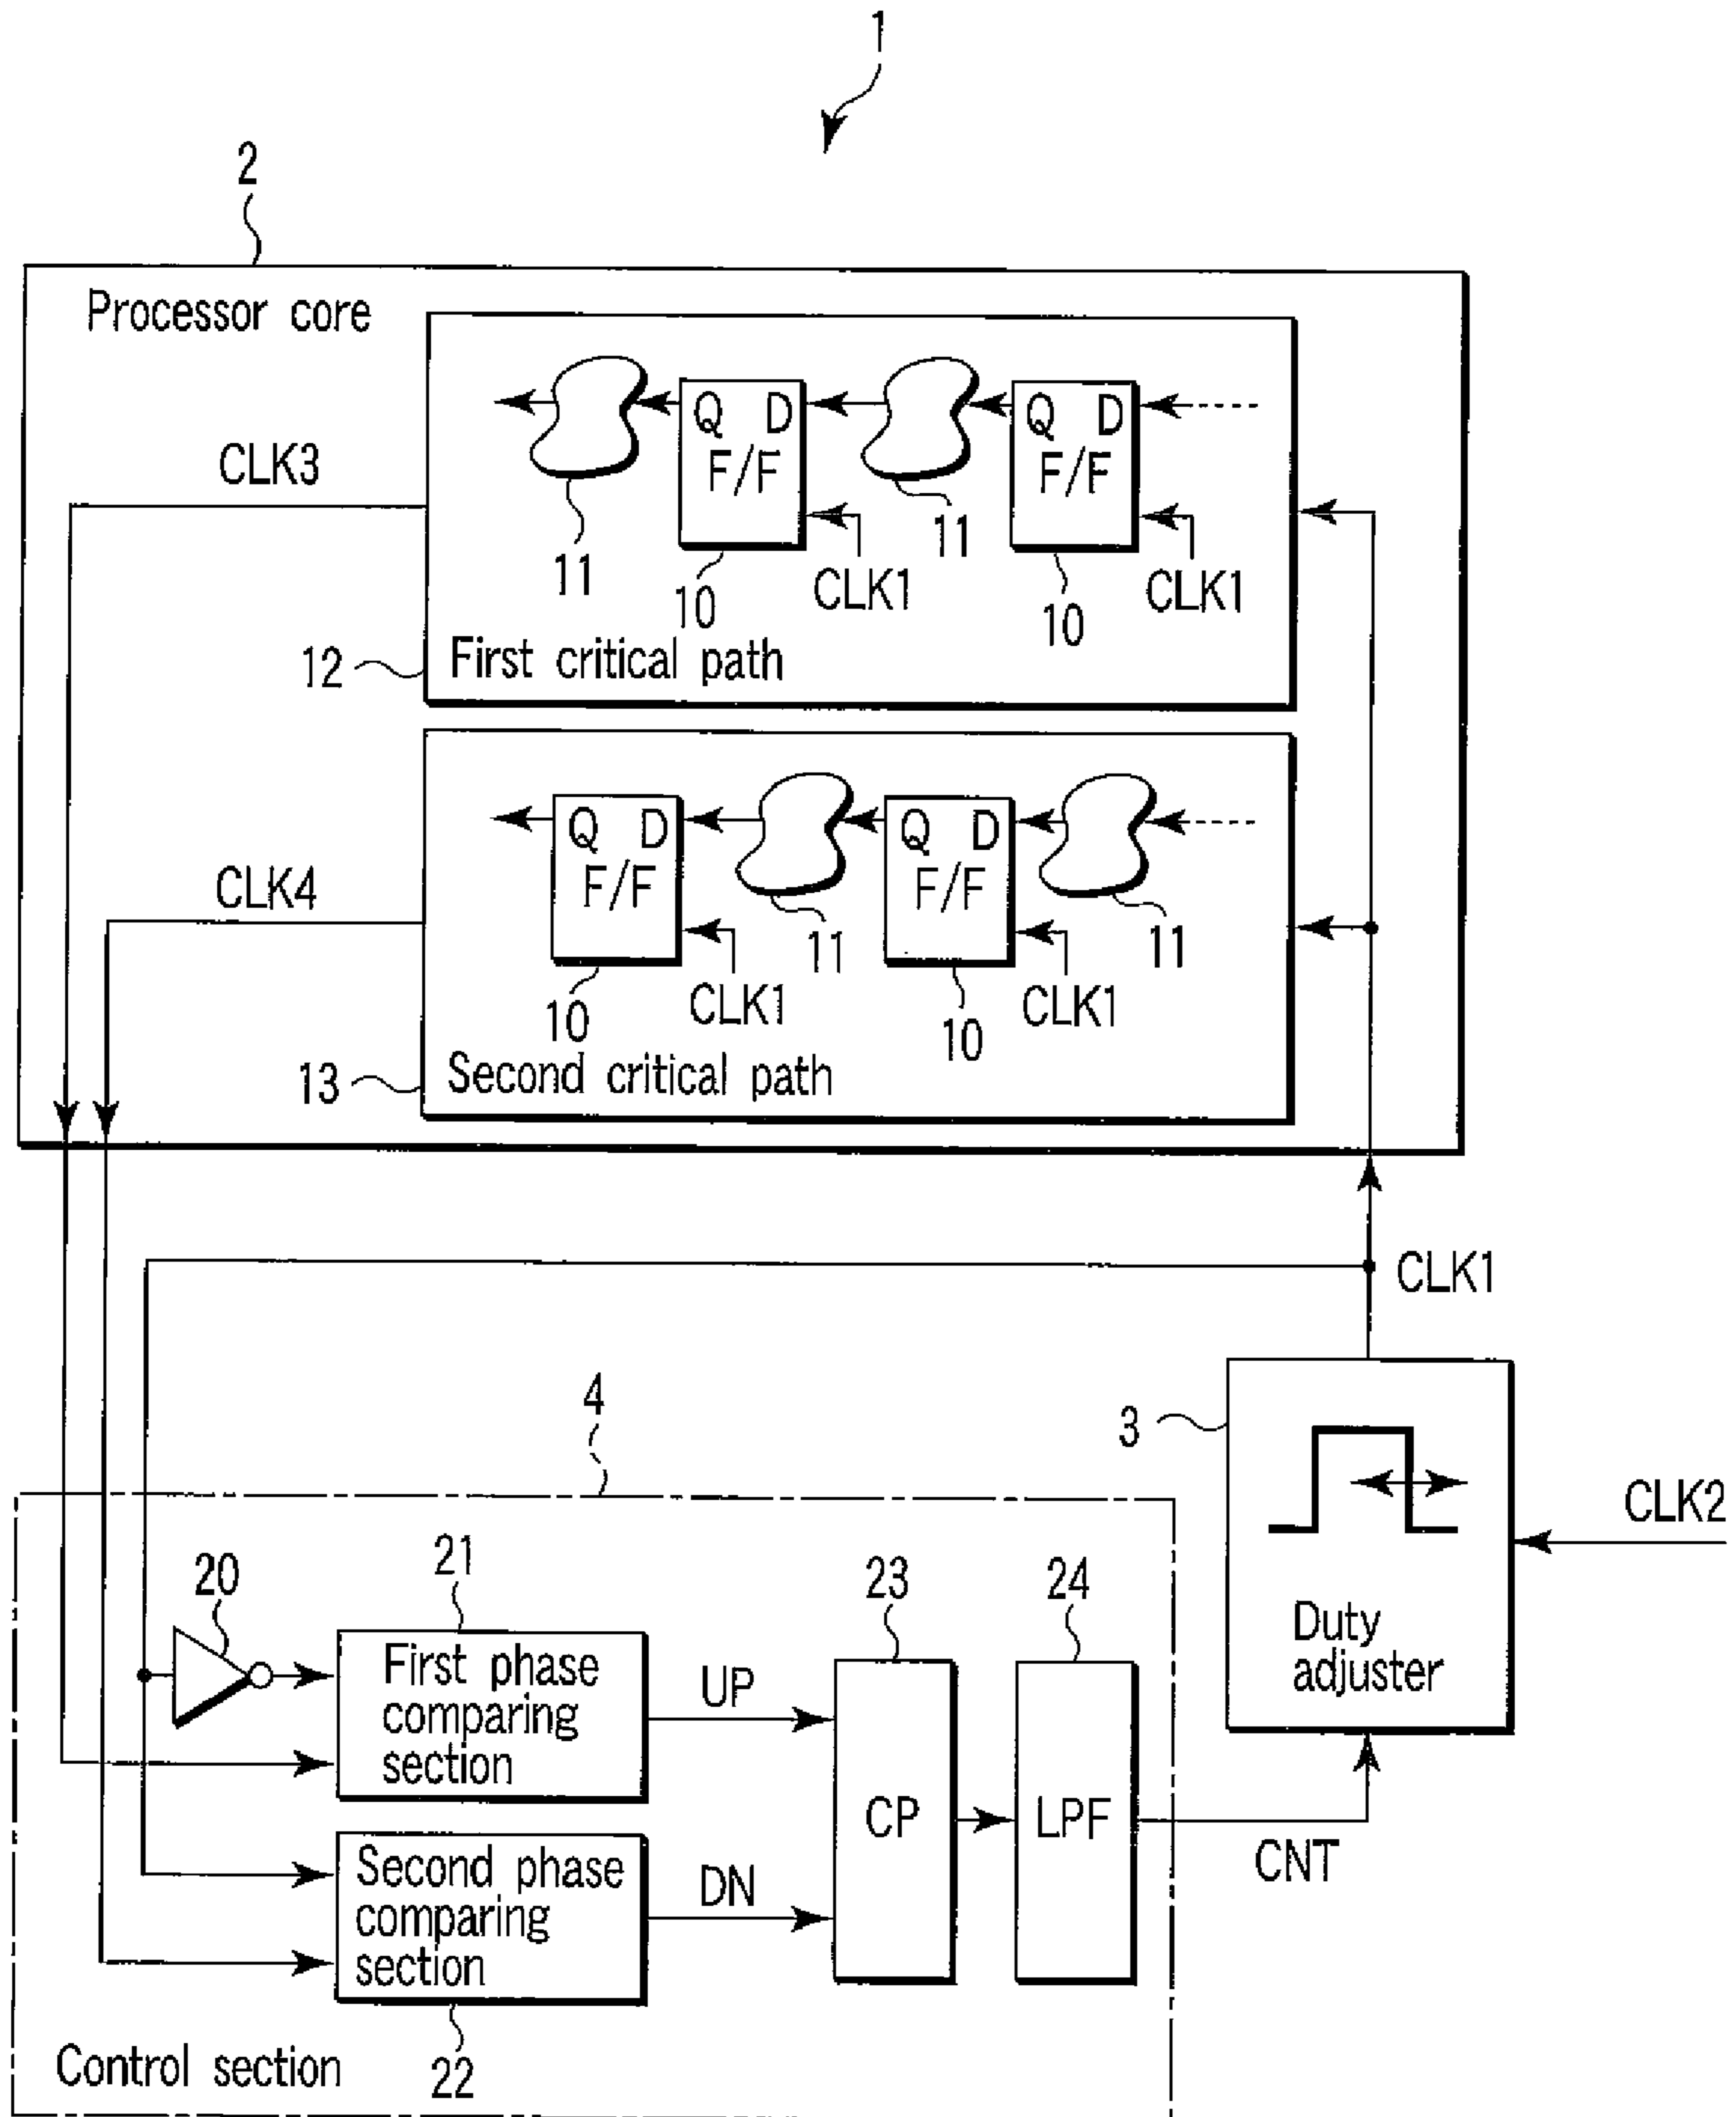 1
2
Processor core
Q D
F/F
Q D
F/F
CLK3
11
11
10
CLK1
10
CLK1
12
First critical path
Q D
F/F
Q D
F/F
CLK4
11
11
10
CLK1
10
CLK1
13
Second critical path
CLK1
4
3
CLK2
20
21
23
24
Duty
adjuster
First phase
comparing
section
UP
CP
LPF
CNT
Second phase
comparing
section
DN
22
Control section